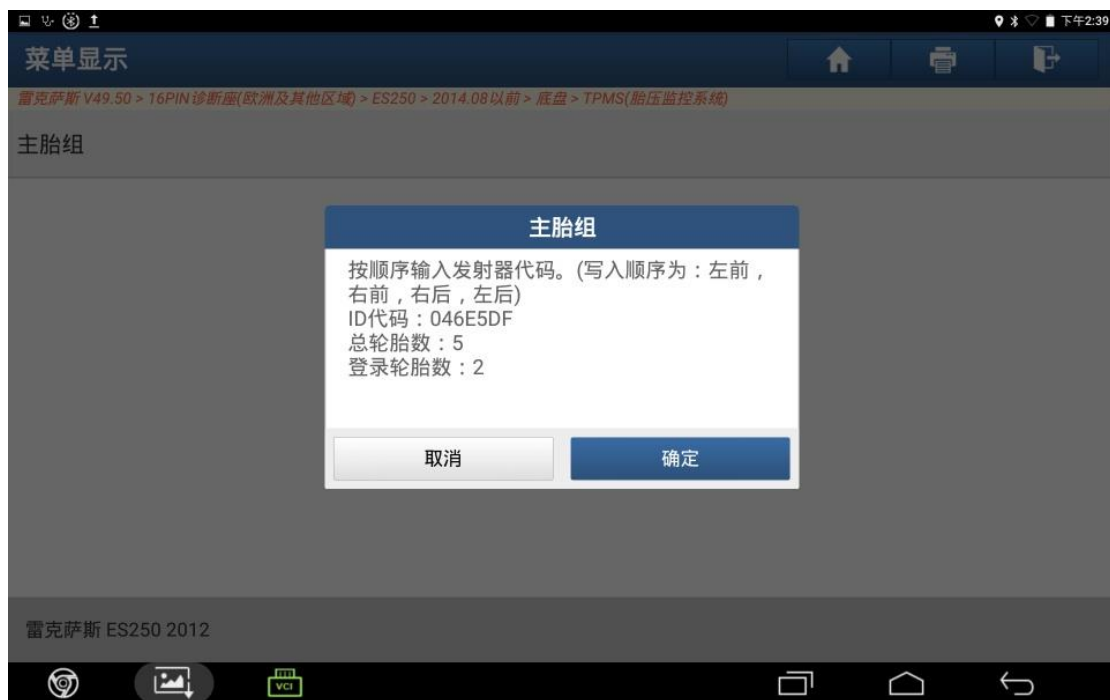 下午2:39
菜单显示
雷克萨斯 V49.50 > 16PIN诊断座(欧洲及其他区域) > ES250 > 2014.08以前 > 底盘 > TPMS(胎压监控系统)
主胎组
主胎组
按顺序输入发射器代码。(写入顺序为：左前，
右前，右后，左后)
ID代码：046E5DF
总轮胎数：5
登录轮胎数：2
取消
确定
雷克萨斯 ES250 2012
VCI